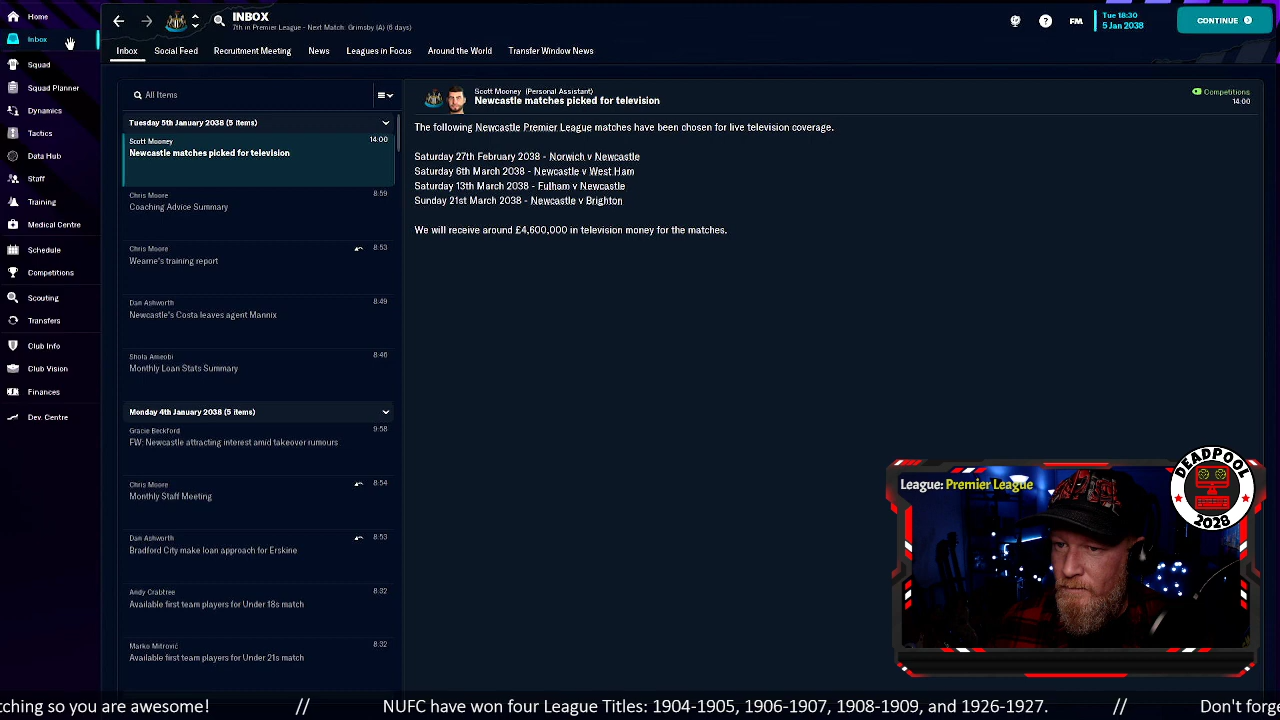 Home
INBOX
7th in Premier League - Next Match: Grimsby (A) (6 days)
FM
Tue 18:30
5 Jan 2038
CONTINUE
Inbox
Squad
Squad Planner
Dynamics
Tactics
Data Hub
Staff
Training
Medical Centre
Schedule
Competitions
Scouting
Transfers
Club Info
Club Vision
Finances
Dev. Centre
Inbox
Social Feed
Recruitment Meeting
News
Leagues in Focus
Around the World
Transfer Window News
All Items
Tuesday 5th January 2038 (5 items)
Scott Mooney 14:00
Newcastle matches picked for television
Chris Moore 8:59
Coaching Advice Summary
Chris Moore 8:53
Wearne's training report
Dan Ashworth 8:49
Newcastle's Costa leaves agent Mannix
Shola Ameobi 8:46
Monthly Loan Stats Summary
Monday 4th January 2038 (5 items)
Gracie Beckford 9:58
FW: Newcastle attracting interest amid takeover rumours
Chris Moore 8:54
Monthly Staff Meeting
Dan Ashworth 8:53
Bradford City make loan approach for Erskine
Andy Crabtree 8:32
Available first team players for Under 18s match
Marko Mitrović 8:32
Available first team players for Under 21s match
Scott Mooney (Personal Assistant)
Newcastle matches picked for television
Competitions
14:00
The following Newcastle Premier League matches have been chosen for live television coverage.
Saturday 27th February 2038 - Norwich v Newcastle
Saturday 6th March 2038 - Newcastle v West Ham
Saturday 13th March 2038 - Fulham v Newcastle
Sunday 21st March 2038 - Newcastle v Brighton
We will receive around £4,600,000 in television money for the matches.
League: Premier League
DEADPOOL
2028
tching so you are awesome! // NUFC have won four League Titles: 1904-1905, 1906-1907, 1908-1909, and 1926-1927. // Don't forge